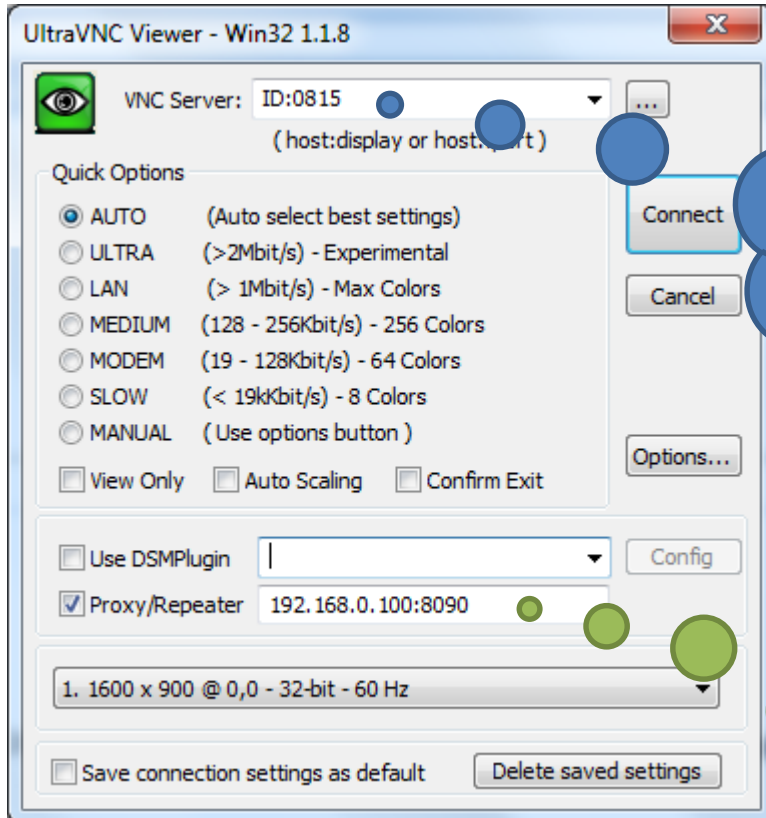 UltraVNC Viewer - Win32 1.1.8
VNC Server: ID:0815 ...
( host:display or host: )
Quick Options
AUTO (Auto select best settings)
Connect
ULTRA (>2Mbit/s) - Experimental
LAN (> 1Mbit/s) - Max Colors
Cancel
MEDIUM (128 - 256Kbit/s) - 256 Colors
MODEM (19 - 128Kbit/s) - 64 Colors
SLOW (< 19kKbit/s) - 8 Colors
MANUAL ( Use options button )
Options...
View Only Auto Scaling Confirm Exit
Use DSMPlugin Config
Proxy/Repeater 192.168.0.100:8090
1. 1600 x 900 @ 0,0 - 32-bit - 60 Hz
Save connection settings as default Delete saved settings